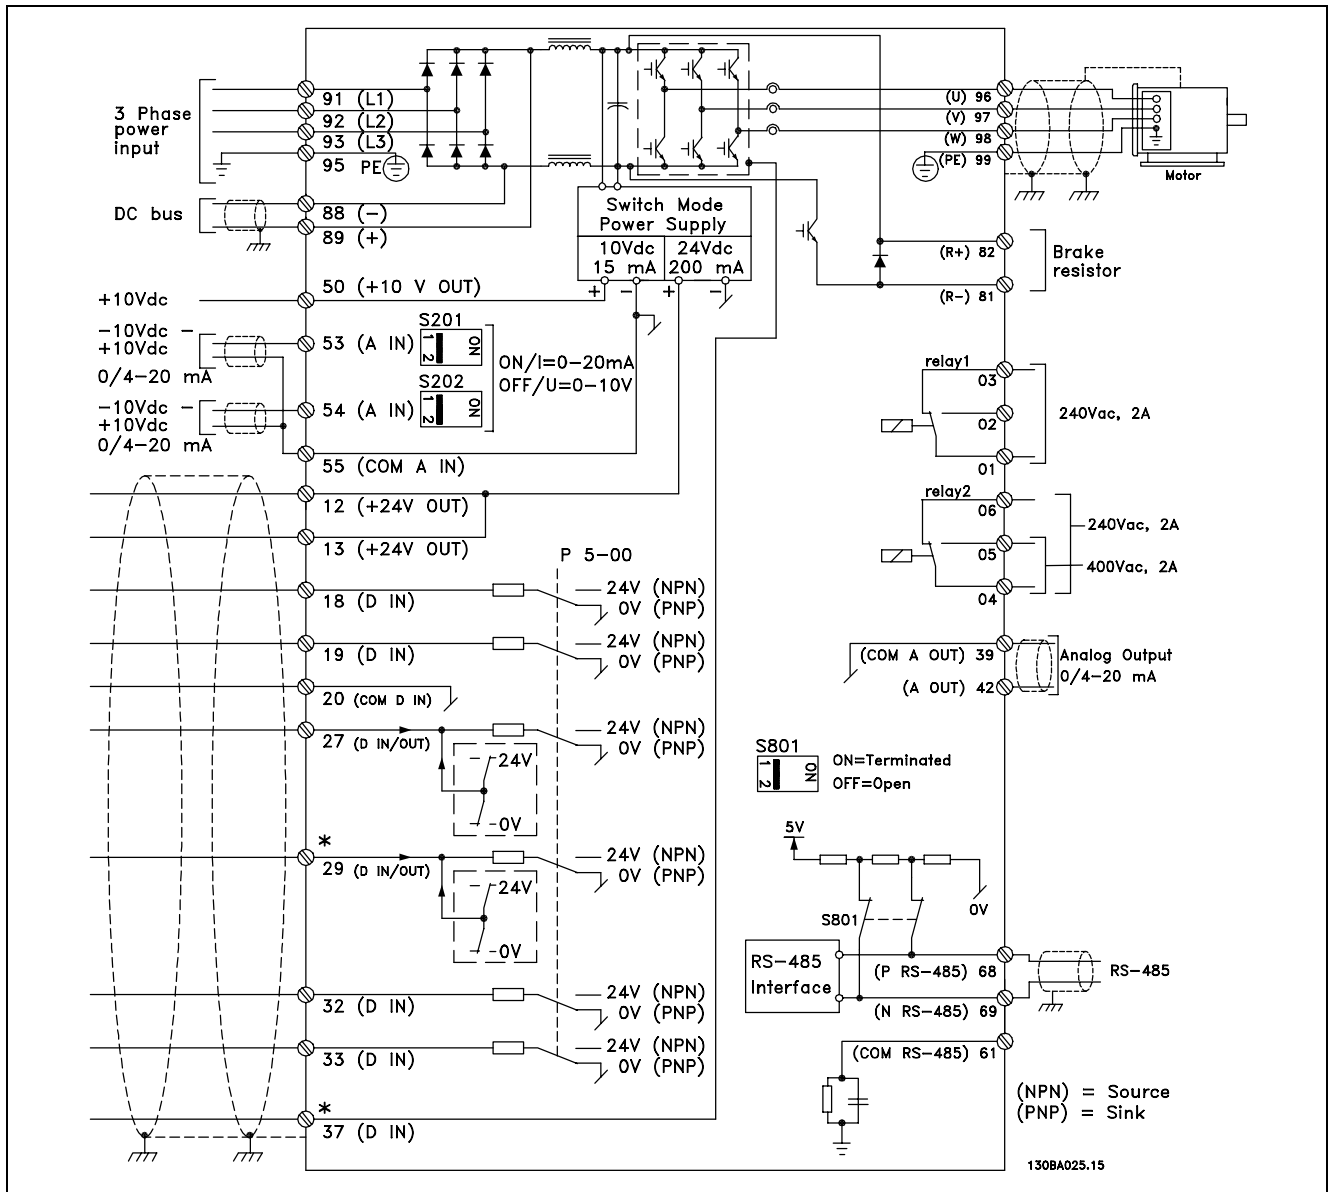 3 Phase
power
input
91 (L1)
92 (L2)
93 (L3)
95 PE
DC bus
88 (–)
89 (+)
+10Vdc
50 (+10 V OUT)
–10Vdc –
+10Vdc
0/4–20 mA
53 (A IN)
–10Vdc –
+10Vdc
0/4–20 mA
54 (A IN)
55 (COM A IN)
S201
1
2
ON
S202
1
2
ON
ON/I=0–20mA
OFF/U=0–10V
Switch Mode
Power Supply
10Vdc
15 mA
24Vdc
200 mA
+ – + –
12 (+24V OUT)
13 (+24V OUT)
P 5-00
18 (D IN)
24V (NPN)
0V (PNP)
19 (D IN)
24V (NPN)
0V (PNP)
20 (COM D IN)
27 (D IN/OUT)
24V (NPN)
0V (PNP)
24V
0V
*
29 (D IN/OUT)
24V (NPN)
0V (PNP)
24V
0V
32 (D IN)
24V (NPN)
0V (PNP)
33 (D IN)
24V (NPN)
0V (PNP)
*
37 (D IN)
(U) 96
(V) 97
(W) 98
(PE) 99
Motor
(R+) 82
(R–) 81
Brake
resistor
relay1
03
02
01
240Vac, 2A
relay2
06
05
04
240Vac, 2A
400Vac, 2A
(COM A OUT) 39
(A OUT) 42
Analog Output
0/4–20 mA
S801
1
2
ON
ON=Terminated
OFF=Open
5V
S801
0V
RS-485
Interface
(P RS-485) 68
(N RS-485) 69
RS-485
(COM RS-485) 61
(NPN) = Source
(PNP) = Sink
130BA025.15